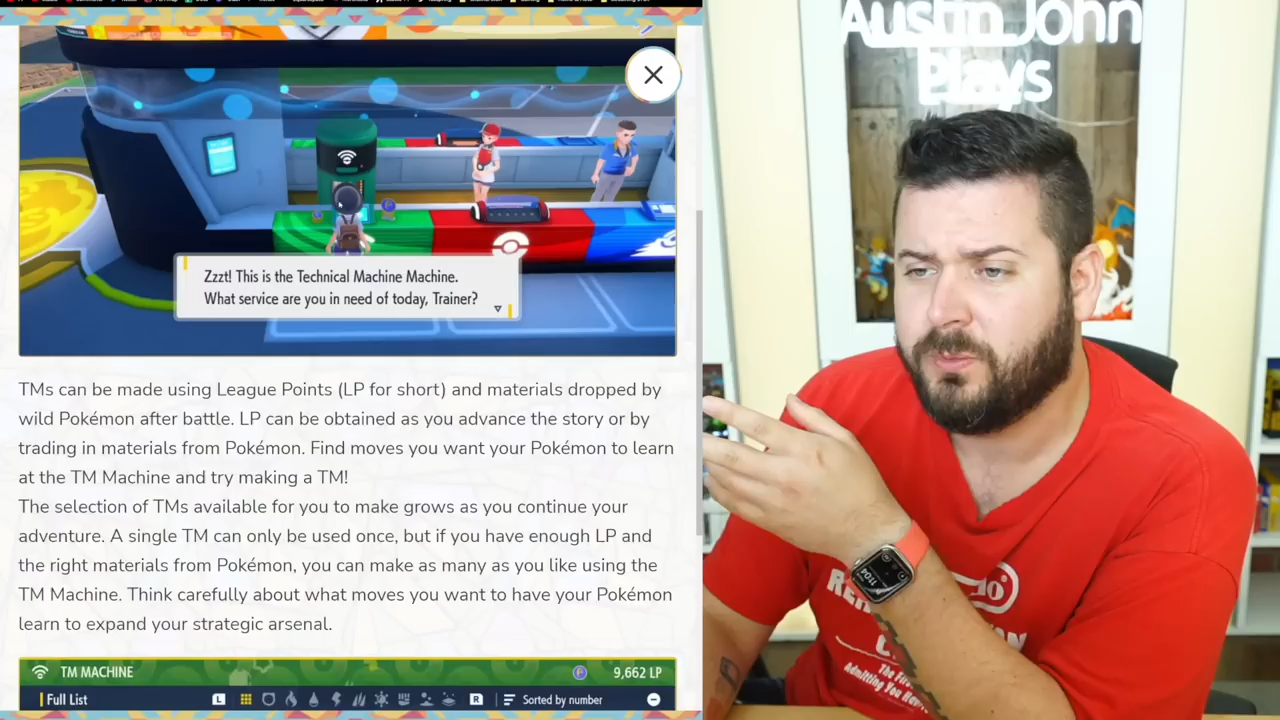 Austin John
Plays
Zzzt! This is the Technical Machine Machine.
What service are you in need of today, Trainer?
TMs can be made using League Points (LP for short) and materials dropped by
wild Pokémon after battle. LP can be obtained as you advance the story or by
trading in materials from Pokémon. Find moves you want your Pokémon to learn
at the TM Machine and try making a TM!
The selection of TMs available for you to make grows as you continue your
adventure. A single TM can only be used once, but if you have enough LP and
the right materials from Pokémon, you can make as many as you like using the
TM Machine. Think carefully about what moves you want to have your Pokémon
learn to expand your strategic arsenal.
TM MACHINE
9,662 LP
Full List
L
R
Sorted by number
11:04
The
Admitting You